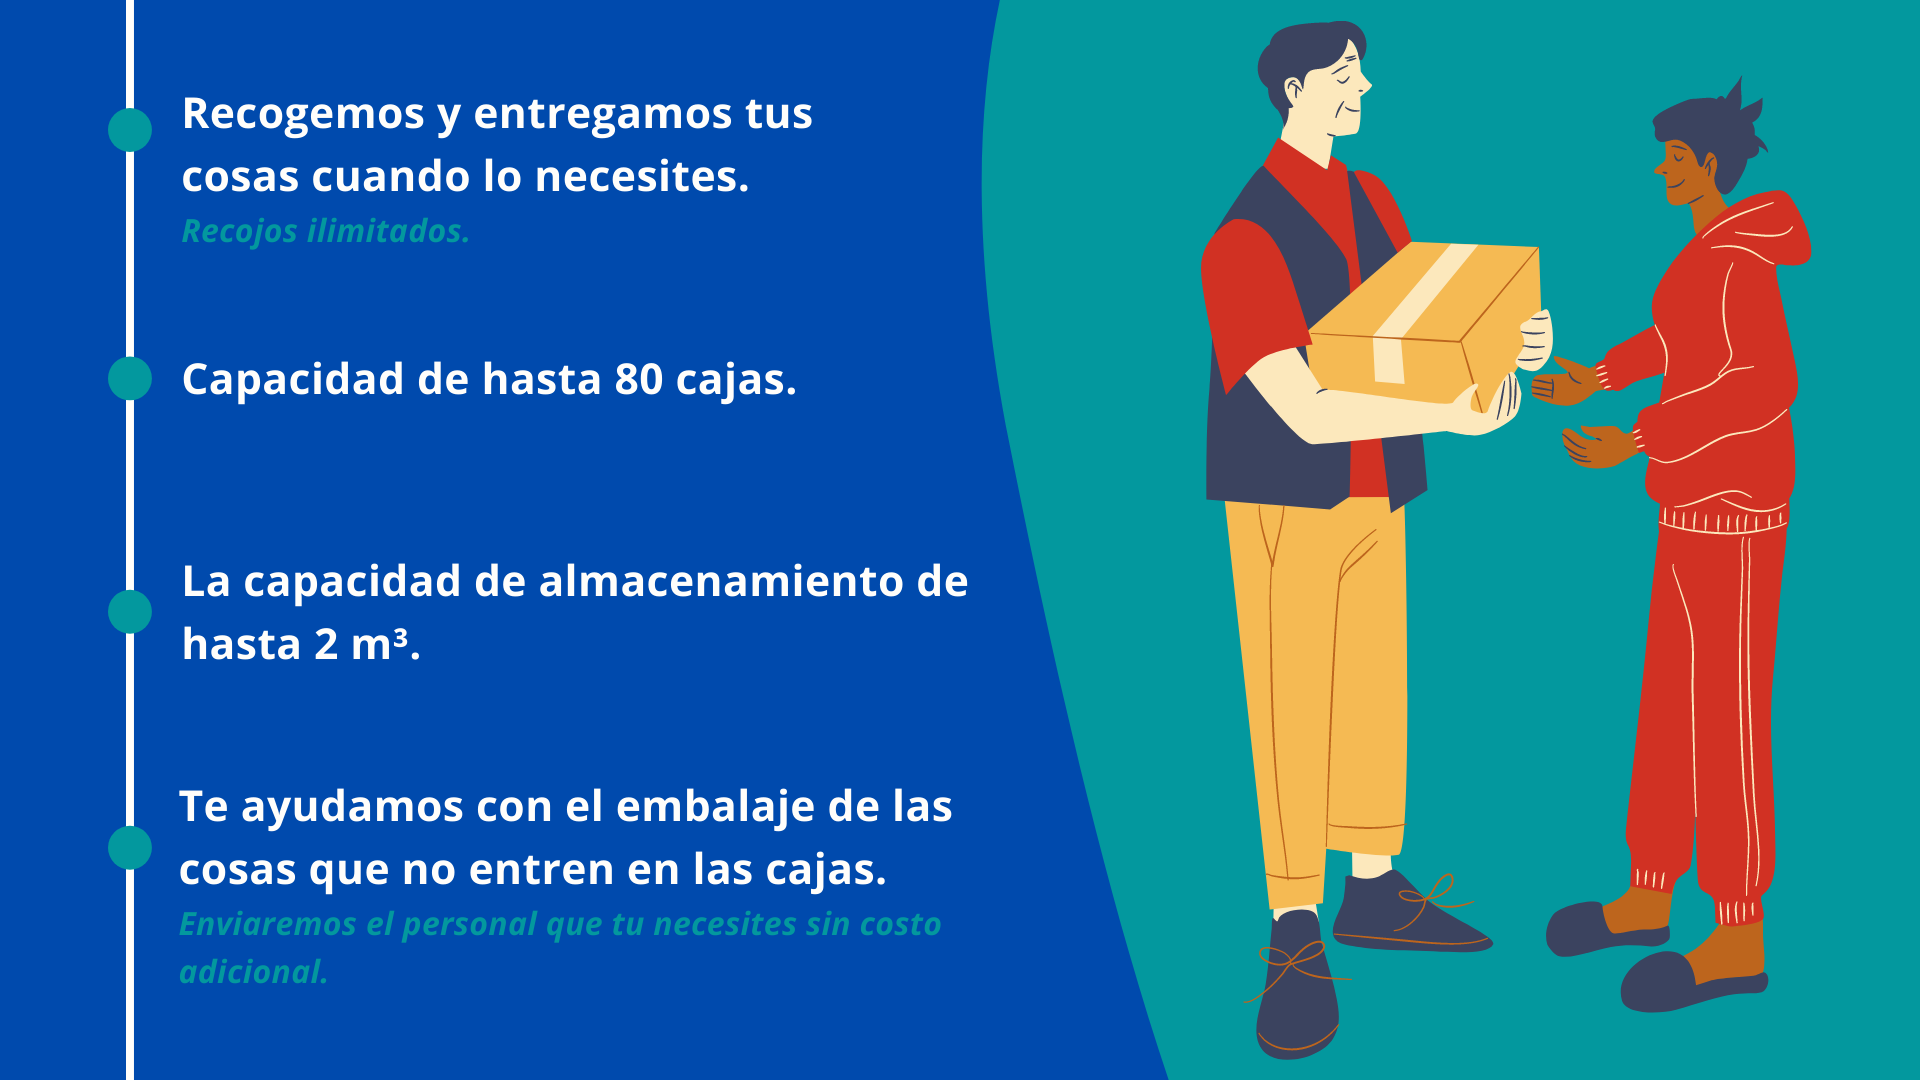 Recogemos y entregamos tus
cosas cuando lo necesites.
Recojos ilimitados.
Capacidad de hasta 80 cajas.
La capacidad de almacenamiento de
hasta 2 m³.
Te ayudamos con el embalaje de las
cosas que no entren en las cajas.
Enviaremos el personal que tu necesites sin costo
adicional.